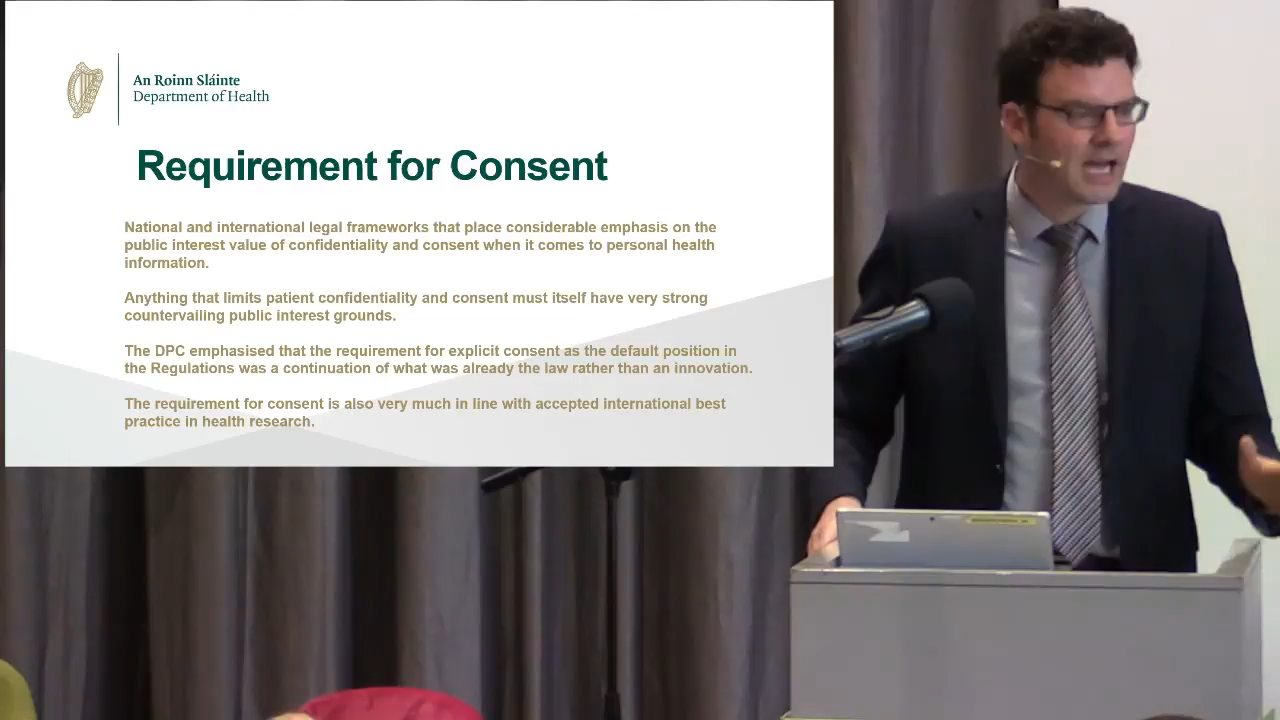 An Roinn Sláinte
Department of Health
Requirement for Consent
National and international legal frameworks that place considerable emphasis on the
public interest value of confidentiality and consent when it comes to personal health
information.
Anything that limits patient confidentiality and consent must itself have very strong
countervailing public interest grounds.
The DPC emphasised that the requirement for explicit consent as the default position in
the Regulations was a continuation of what was already the law rather than an innovation.
The requirement for consent is also very much in line with accepted international best
practice in health research.